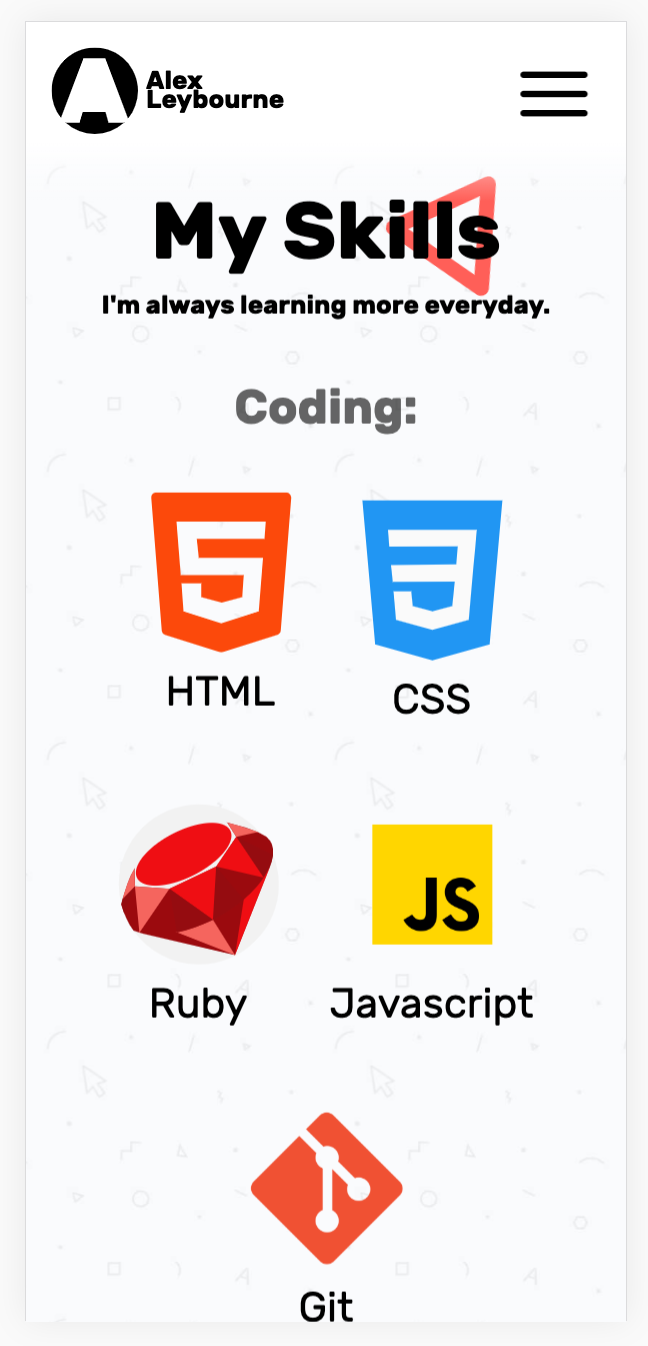 Alex
Leybourne
My Skills
I'm always learning more everyday.
Coding:
HTML
CSS
JS
Ruby
Javascript
Git